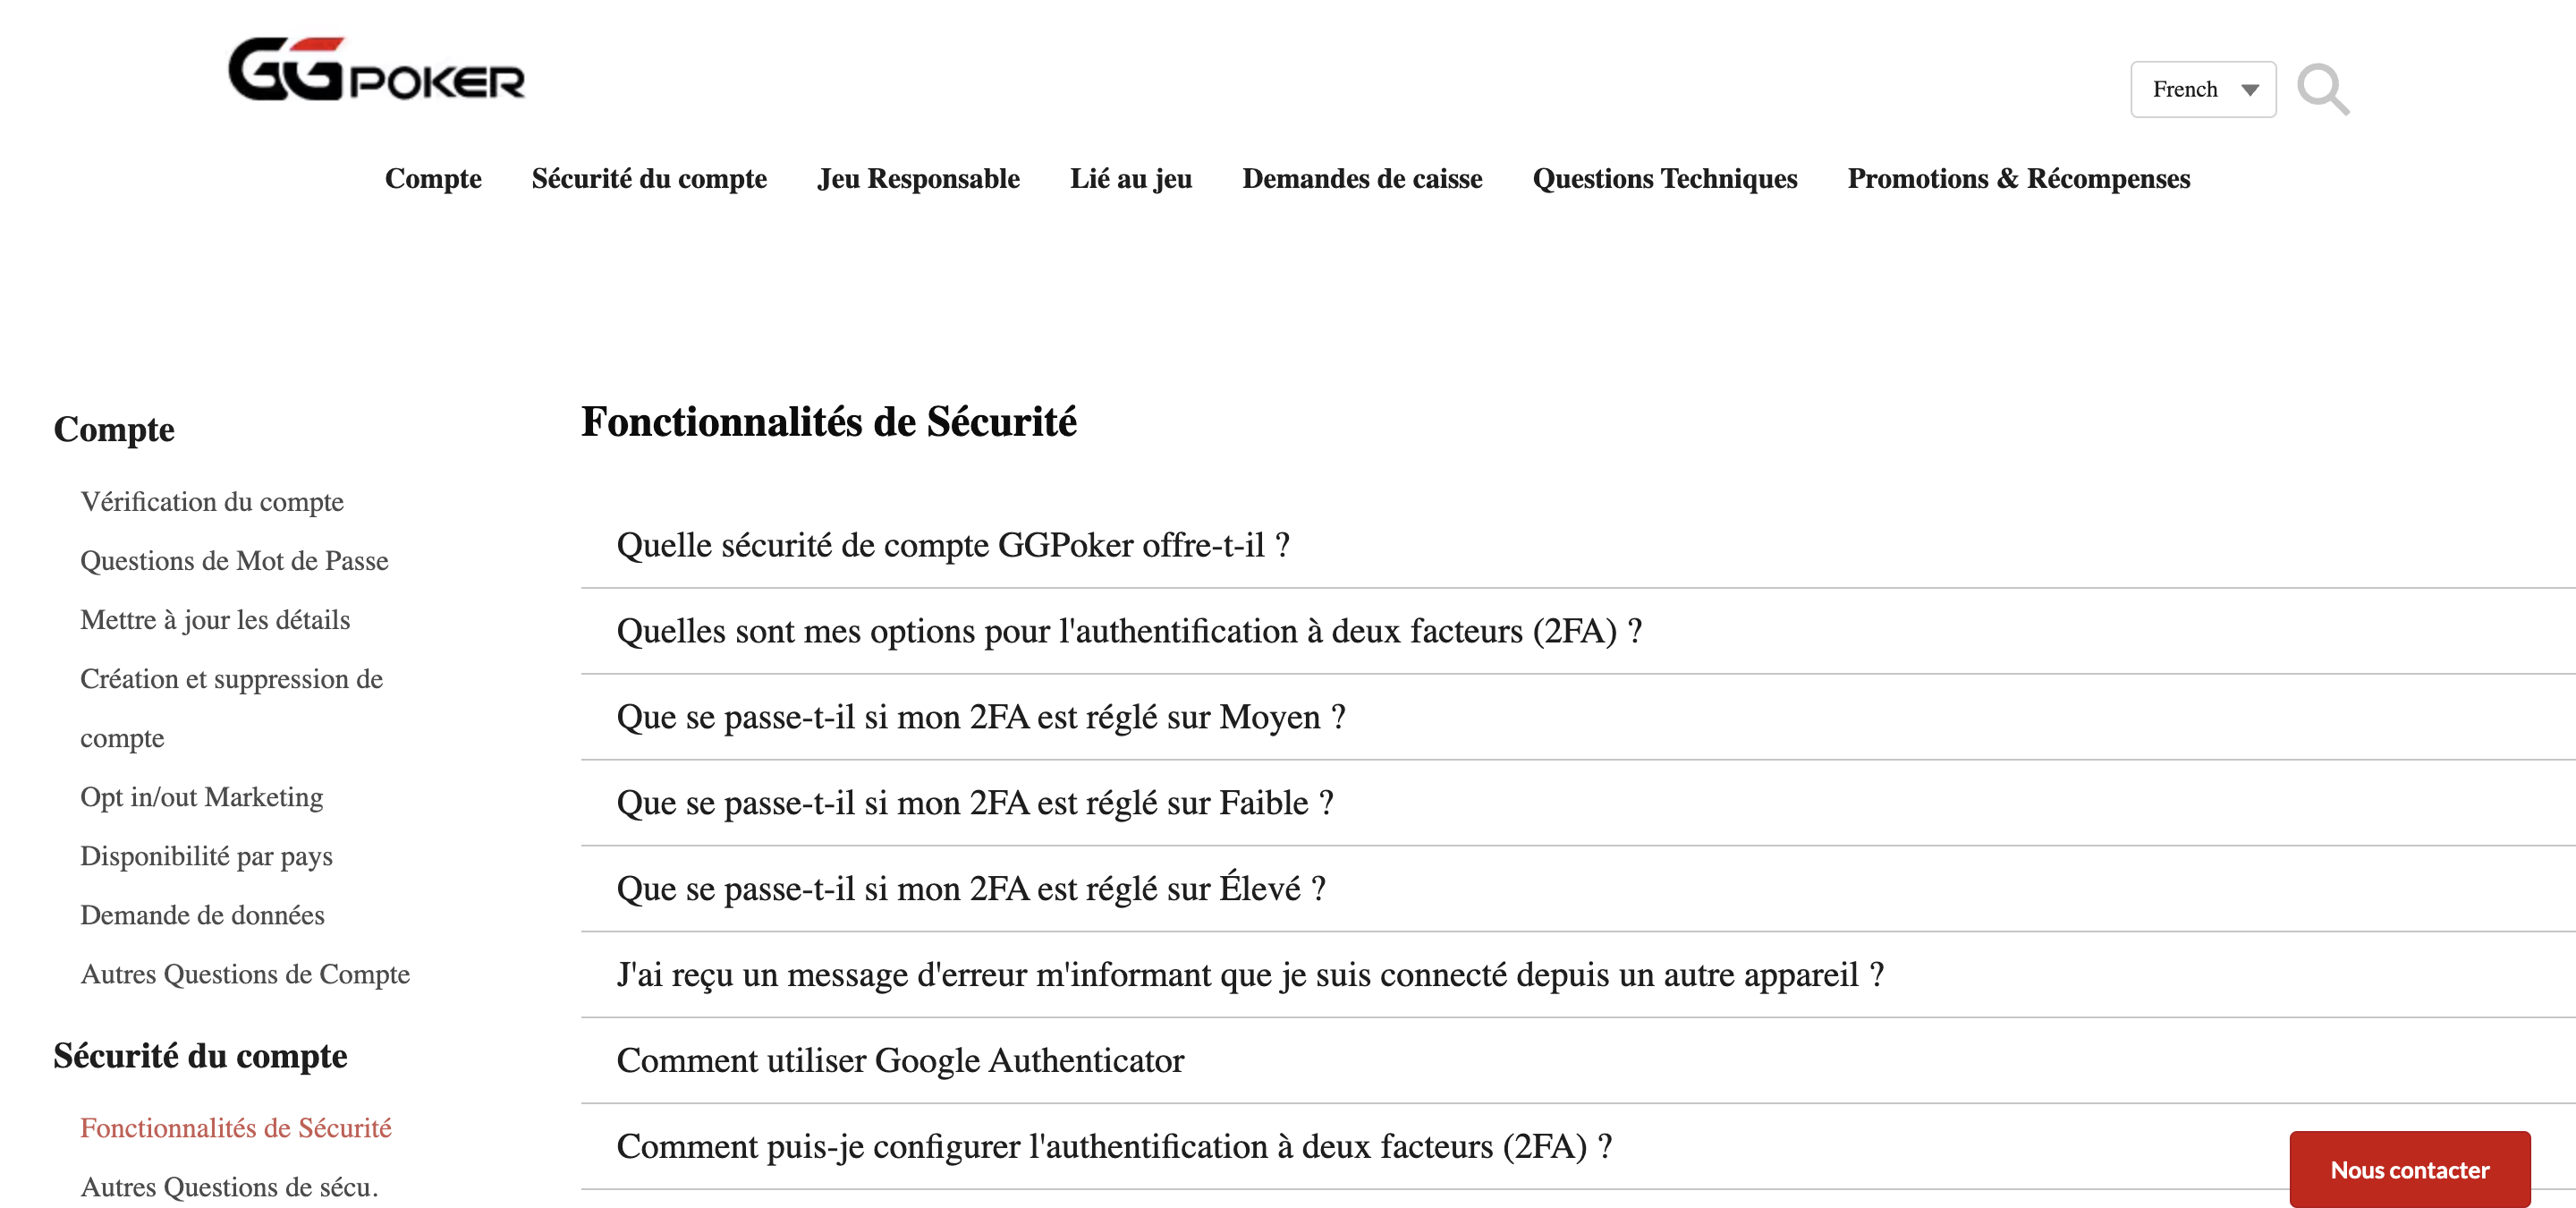 GGPOKER
French
Compte
Sécurité du compte
Jeu Responsable
Lié au jeu
Demandes de caisse
Questions Techniques
Promotions & Récompenses
Compte
Vérification du compte
Questions de Mot de Passe
Mettre à jour les détails
Création et suppression de
compte
Opt in/out Marketing
Disponibilité par pays
Demande de données
Autres Questions de Compte
Sécurité du compte
Fonctionnalités de Sécurité
Autres Questions de sécu.
Fonctionnalités de Sécurité
Quelle sécurité de compte GGPoker offre-t-il ?
Quelles sont mes options pour l'authentification à deux facteurs (2FA) ?
Que se passe-t-il si mon 2FA est réglé sur Moyen ?
Que se passe-t-il si mon 2FA est réglé sur Faible ?
Que se passe-t-il si mon 2FA est réglé sur Élevé ?
J'ai reçu un message d'erreur m'informant que je suis connecté depuis un autre appareil ?
Comment utiliser Google Authenticator
Comment puis-je configurer l'authentification à deux facteurs (2FA) ?
Nous contacter